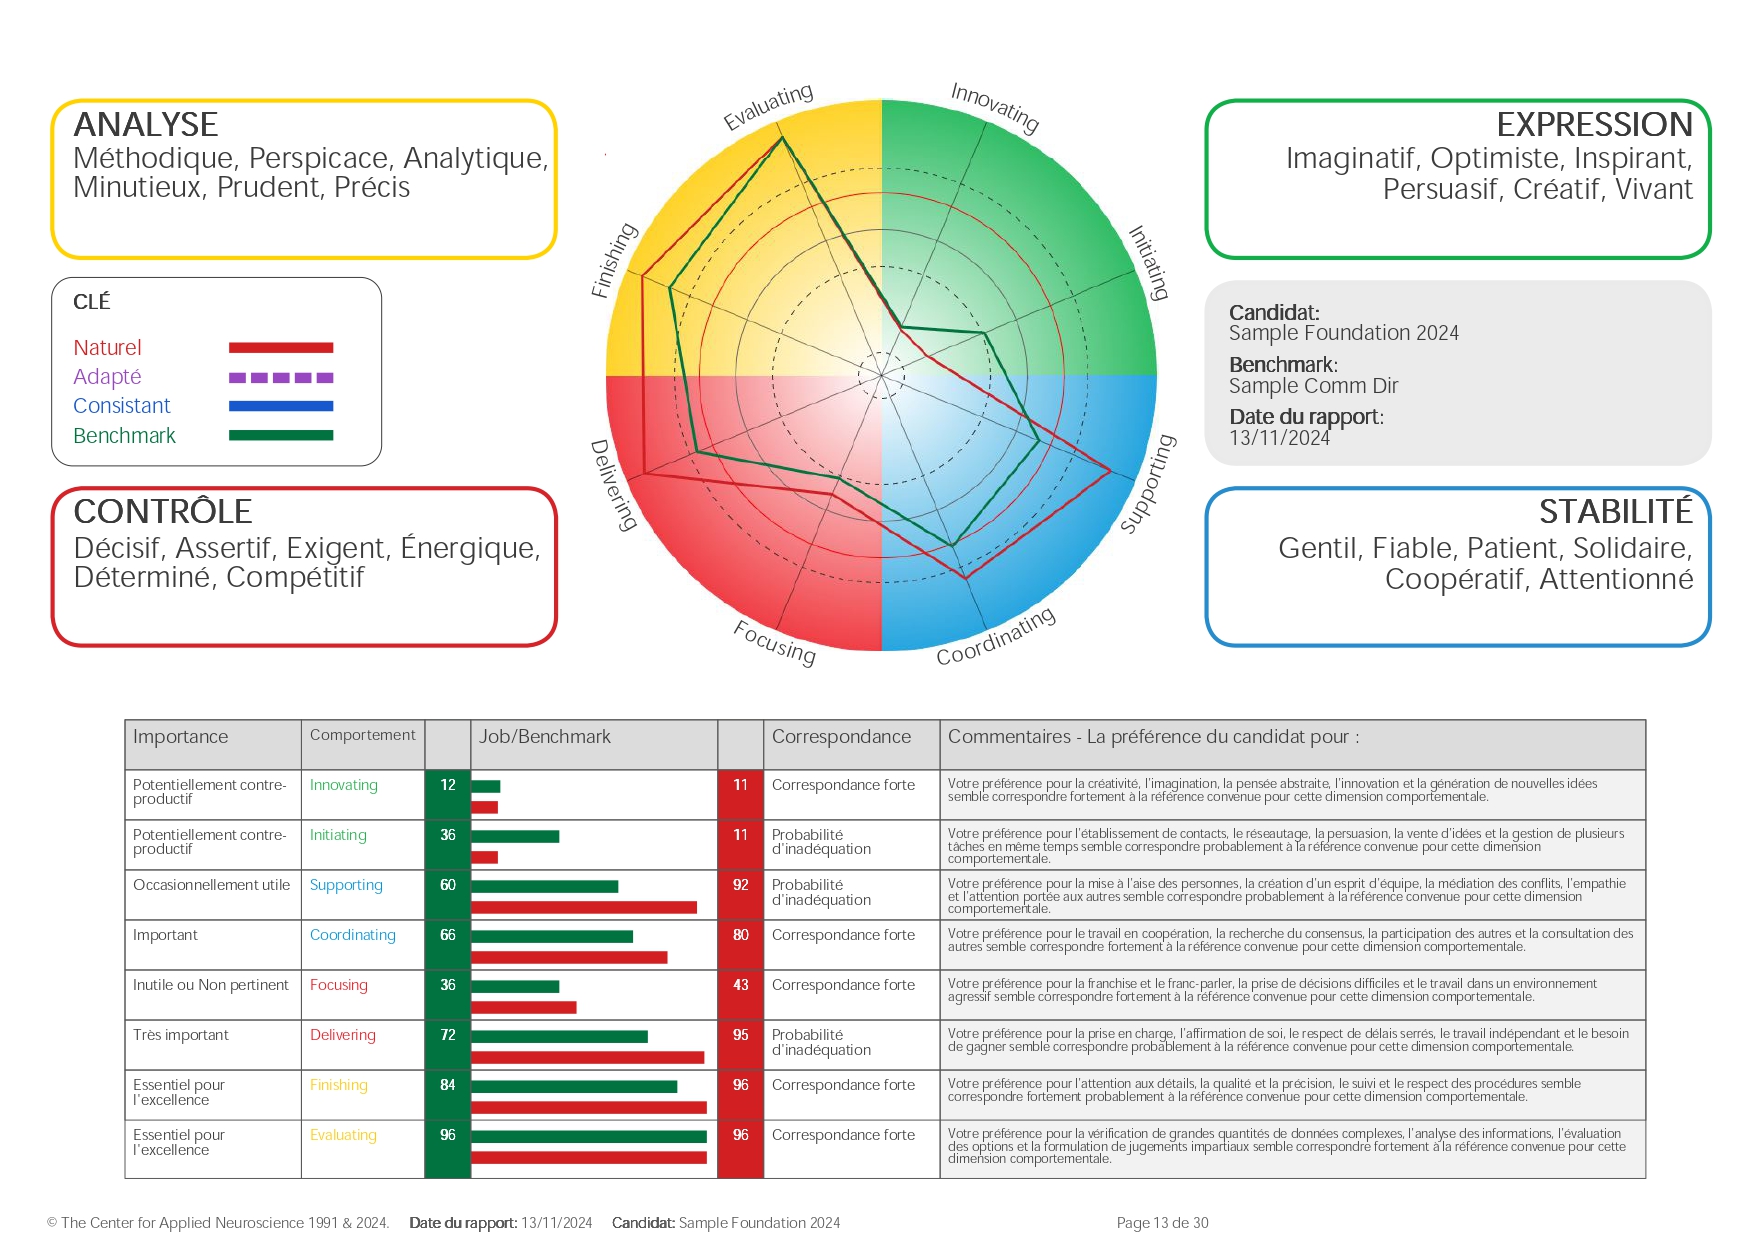 ANALYSE
Méthodique, Perspicace, Analytique,
Minutieux, Prudent, Précis
Evaluating
Innovating
Finishing
Initiating
Delivering
Supporting
Focusing
Coordinating
EXPRESSION
Imaginatif, Optimiste, Inspirant,
Persuasif, Créatif, Vivant
CLÉ
Naturel
Adapté
Consistant
Benchmark
Candidat:
Sample Foundation 2024
Benchmark:
Sample Comm Dir
Date du rapport:
13/11/2024
CONTRÔLE
Décisif, Assertif, Exigent, Énergique,
Déterminé, Compétitif
STABILITÉ
Gentil, Fiable, Patient, Solidaire,
Coopératif, Attentionné
Importance Comportement Job/Benchmark Correspondance Commentaires - La préférence du candidat pour :
Potentiellement contre-
productif
Innovating
12
11
Correspondance forte
Votre préférence pour la créativité, l'imagination, la pensée abstraite, l'innovation et la génération de nouvelles idées
semble correspondre fortement à la référence convenue pour cette dimension comportementale.
Potentiellement contre-
productif
Initiating
36
11
Probabilité
d'inadéquation
Votre préférence pour l'établissement de contacts, le réseautage, la persuasion, la vente d'idées et la gestion de plusieurs
tâches en même temps semble correspondre probablement à la référence convenue pour cette dimension
comportementale.
Occasionnellement utile
Supporting
60
92
Probabilité
d'inadéquation
Votre préférence pour la mise à l'aise des personnes, la création d'un esprit d'équipe, la médiation des conflits, l'empathie
et l'attention portée aux autres semble correspondre probablement à la référence convenue pour cette dimension
comportementale.
Important
Coordinating
66
80
Correspondance forte
Votre préférence pour le travail en coopération, la recherche du consensus, la participation des autres et la consultation des
autres semble correspondre fortement à la référence convenue pour cette dimension comportementale.
Inutile ou Non pertinent
Focusing
36
43
Correspondance forte
Votre préférence pour la franchise et le franc-parler, la prise de décisions difficiles et le travail dans un environnement
agressif semble correspondre fortement à la référence convenue pour cette dimension comportementale.
Très important
Delivering
72
95
Probabilité
d'inadéquation
Votre préférence pour la prise en charge, l'affirmation de soi, le respect de délais serrés, le travail indépendant et le besoin
de gagner semble correspondre probablement à la référence convenue pour cette dimension comportementale.
Essentiel pour
l'excellence
Finishing
84
96
Correspondance forte
Votre préférence pour l'attention aux détails, la qualité et la précision, le suivi et le respect des procédures semble
correspondre fortement probablement à la référence convenue pour cette dimension comportementale.
Essentiel pour
l'excellence
Evaluating
96
96
Correspondance forte
Votre préférence pour la vérification de grandes quantités de données complexes, l'analyse des informations, l'évaluation
des options et la formulation de jugements impartiaux semble correspondre fortement à la référence convenue pour cette
dimension comportementale.
© The Center for Applied Neuroscience 1991 & 2024. Date du rapport: 13/11/2024 Candidat: Sample Foundation 2024 Page 13 de 30